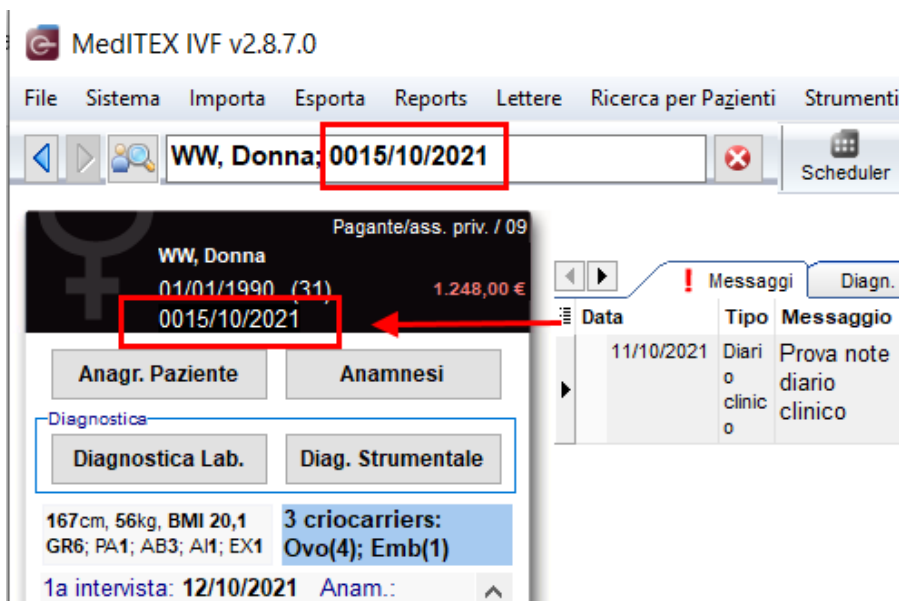 MedITEX IVF v2.8.7.0
File Sistema Importa Esporta Reports Lettere Ricerca per Pazienti Strumenti
WW, Donna; 0015/10/2021
Scheduler
Pagante/ass. priv. / 09
WW, Donna
01/01/1990 (31) 1.248,00 €
0015/10/2021
Anagr. Paziente Anamnesi
Diagnostica
Diagnostica Lab. Diag. Strumentale
167cm, 56kg, BMI 20,1
GR6; PA1; AB3; AI1; EX1
3 criocarriers:
Ovo(4); Emb(1)
1a intervista: 12/10/2021 Anam.:
! Messaggi Diagn.
Data Tipo Messaggio
11/10/2021 Diari Prova note
o diario
clinic clinico
o